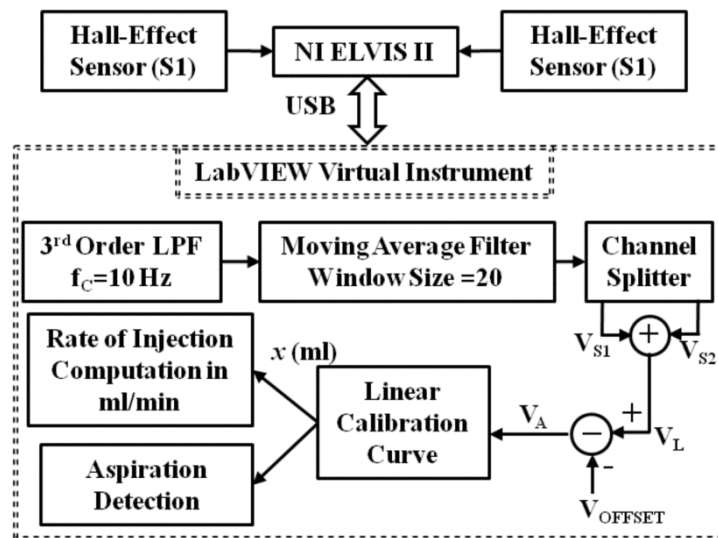 Hall-Effect
Sensor (S1)
NI ELVIS II
Hall-Effect
Sensor (S1)
USB
LabVIEW Virtual Instrument
3rd Order LPF
fC=10 Hz
Moving Average Filter
Window Size =20
Channel
Splitter
VS1
+
VS2
Rate of Injection
Computation in
ml/min
x (ml)
Linear
Calibration
Curve
VA
−
+
VL
-
VOFFSET
Aspiration
Detection